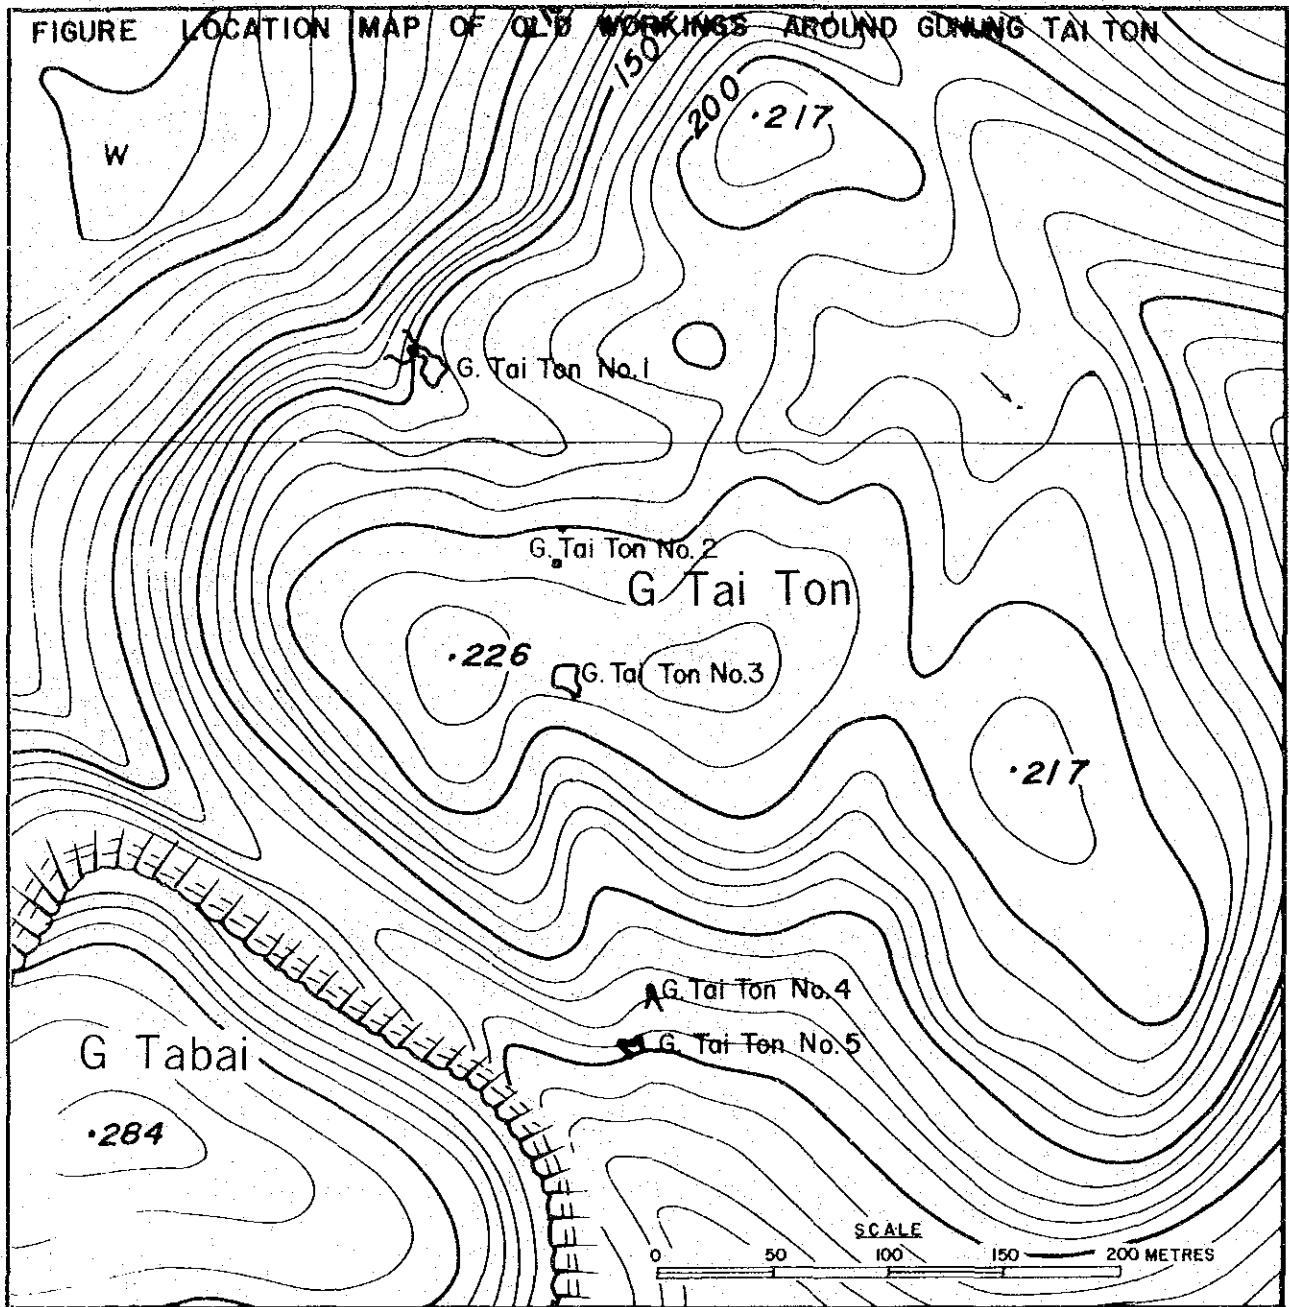 FIGURE LOCATION MAP OF OLD WORKINGS AROUND GUNUNG TAI TON
150
200
.217
W
G. Tai Ton No.1
G. Tai Ton No.2
G Tai Ton
.226
G. Tai Ton No.3
.217
G. Tai Ton No.4
G. Tai Ton No.5
G Tabai
.284
SCALE
0 50 100 150 200 METRES